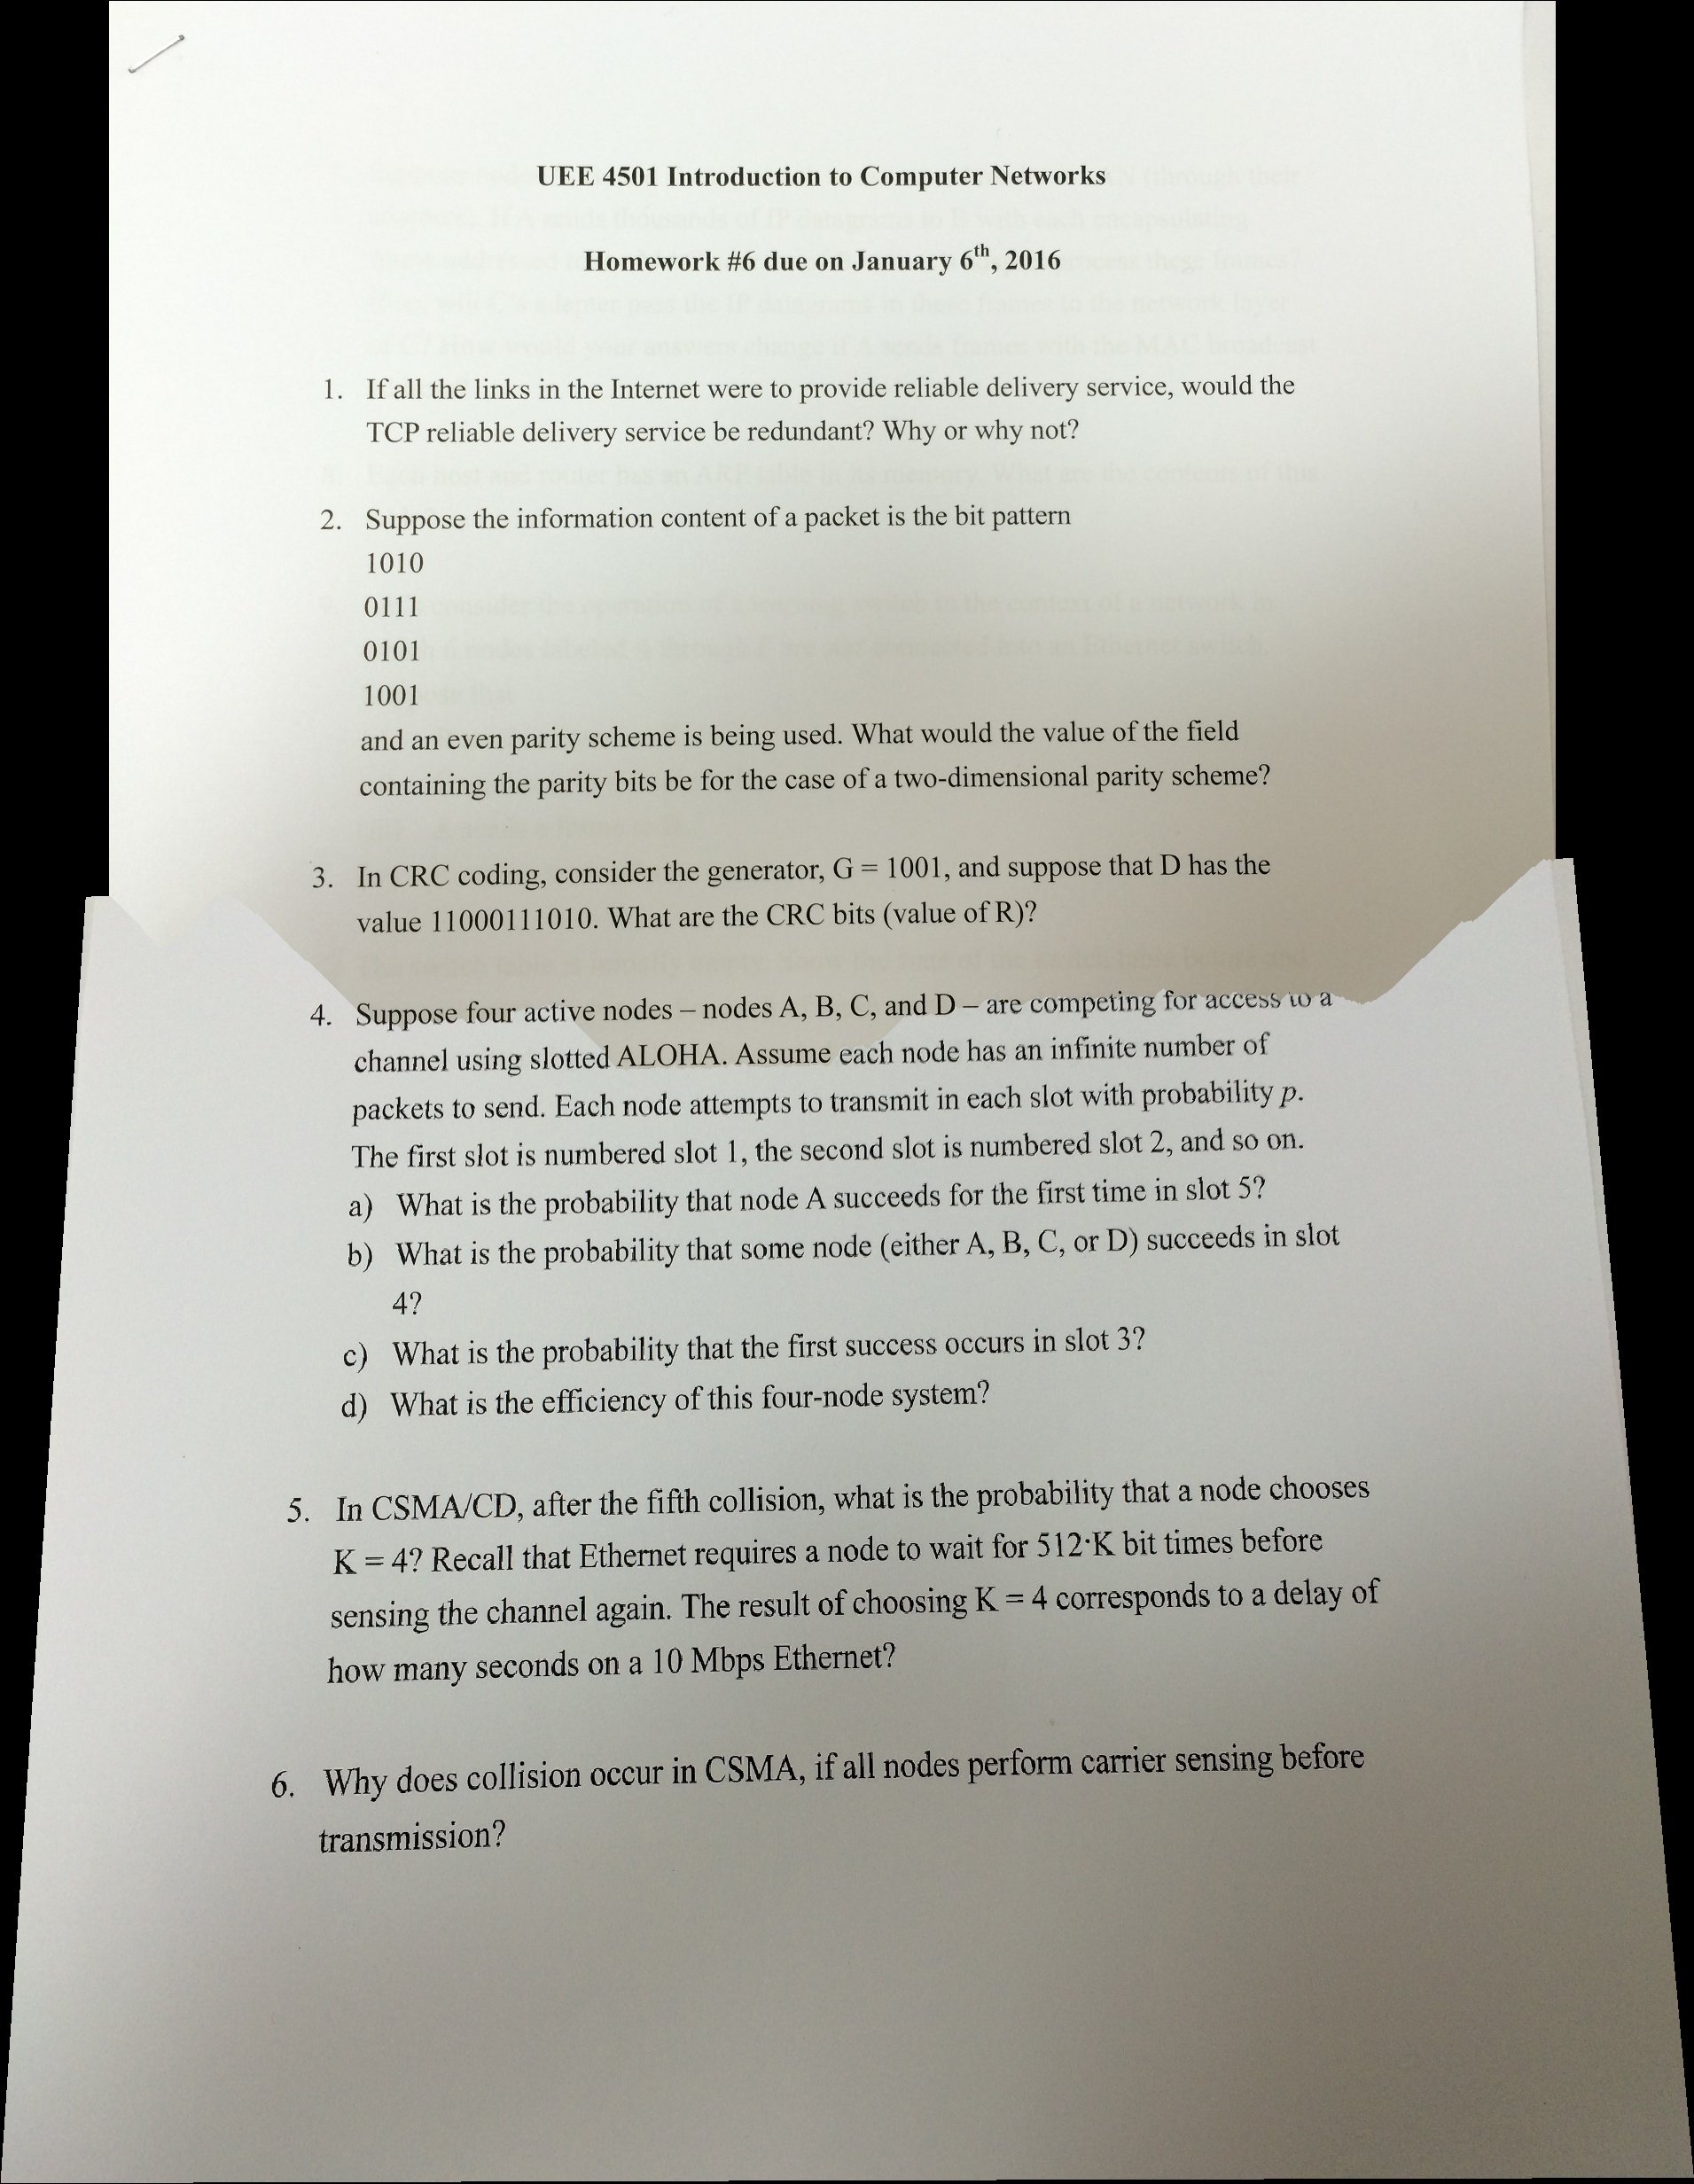 UEE 4501 Introduction to Computer Networks
Homework #6 due on January 6th, 2016
1. If all the links in the Internet were to provide reliable delivery service, would the
TCP reliable delivery service be redundant? Why or why not?
2. Suppose the information content of a packet is the bit pattern
1010
0111
0101
1001
and an even parity scheme is being used. What would the value of the field
containing the parity bits be for the case of a two-dimensional parity scheme?
3. In CRC coding, consider the generator, G = 1001, and suppose that D has the
value 11000111010. What are the CRC bits (value of R)?
4. Suppose four active nodes – nodes A, B, C, and D – are competing for access to a
channel using slotted ALOHA. Assume each node has an infinite number of
packets to send. Each node attempts to transmit in each slot with probability p.
The first slot is numbered slot 1, the second slot is numbered slot 2, and so on.
a) What is the probability that node A succeeds for the first time in slot 5?
b) What is the probability that some node (either A, B, C, or D) succeeds in slot
4?
c) What is the probability that the first success occurs in slot 3?
d) What is the efficiency of this four-node system?
5. In CSMA/CD, after the fifth collision, what is the probability that a node chooses
K = 4? Recall that Ethernet requires a node to wait for 512·K bit times before
sensing the channel again. The result of choosing K = 4 corresponds to a delay of
how many seconds on a 10 Mbps Ethernet?
6. Why does collision occur in CSMA, if all nodes perform carrier sensing before
transmission?